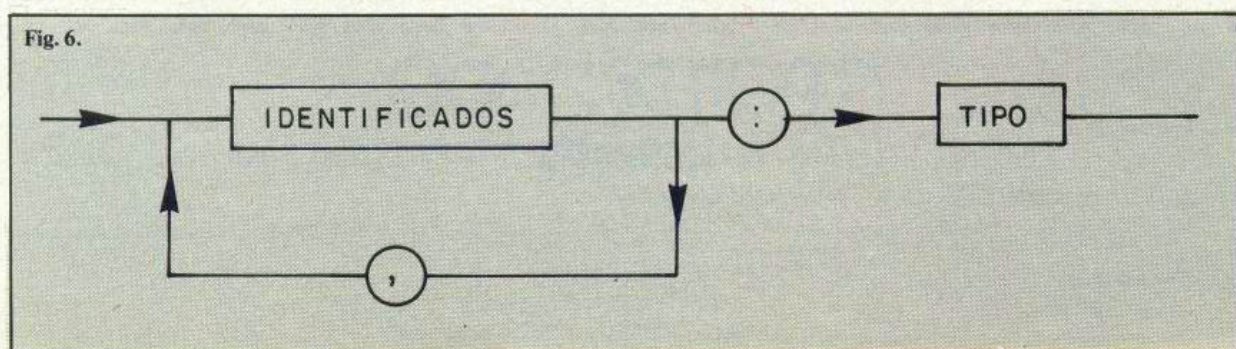 Fig. 6.
IDENTIFICADOS : TIPO
,